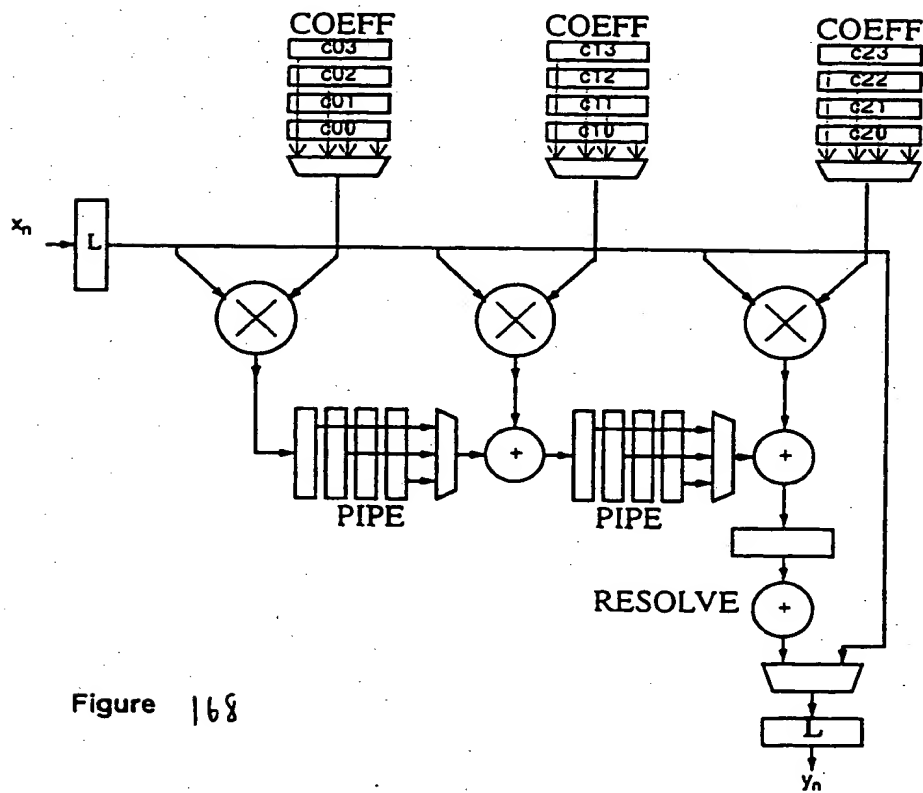 COEFF COEFF COEFF
c03 c13 c23
c02 c12 c22
c01 c11 c21
c00 c10 c20
xn L
+ +
PIPE PIPE
RESOLVE +
Figure 168
L
yn